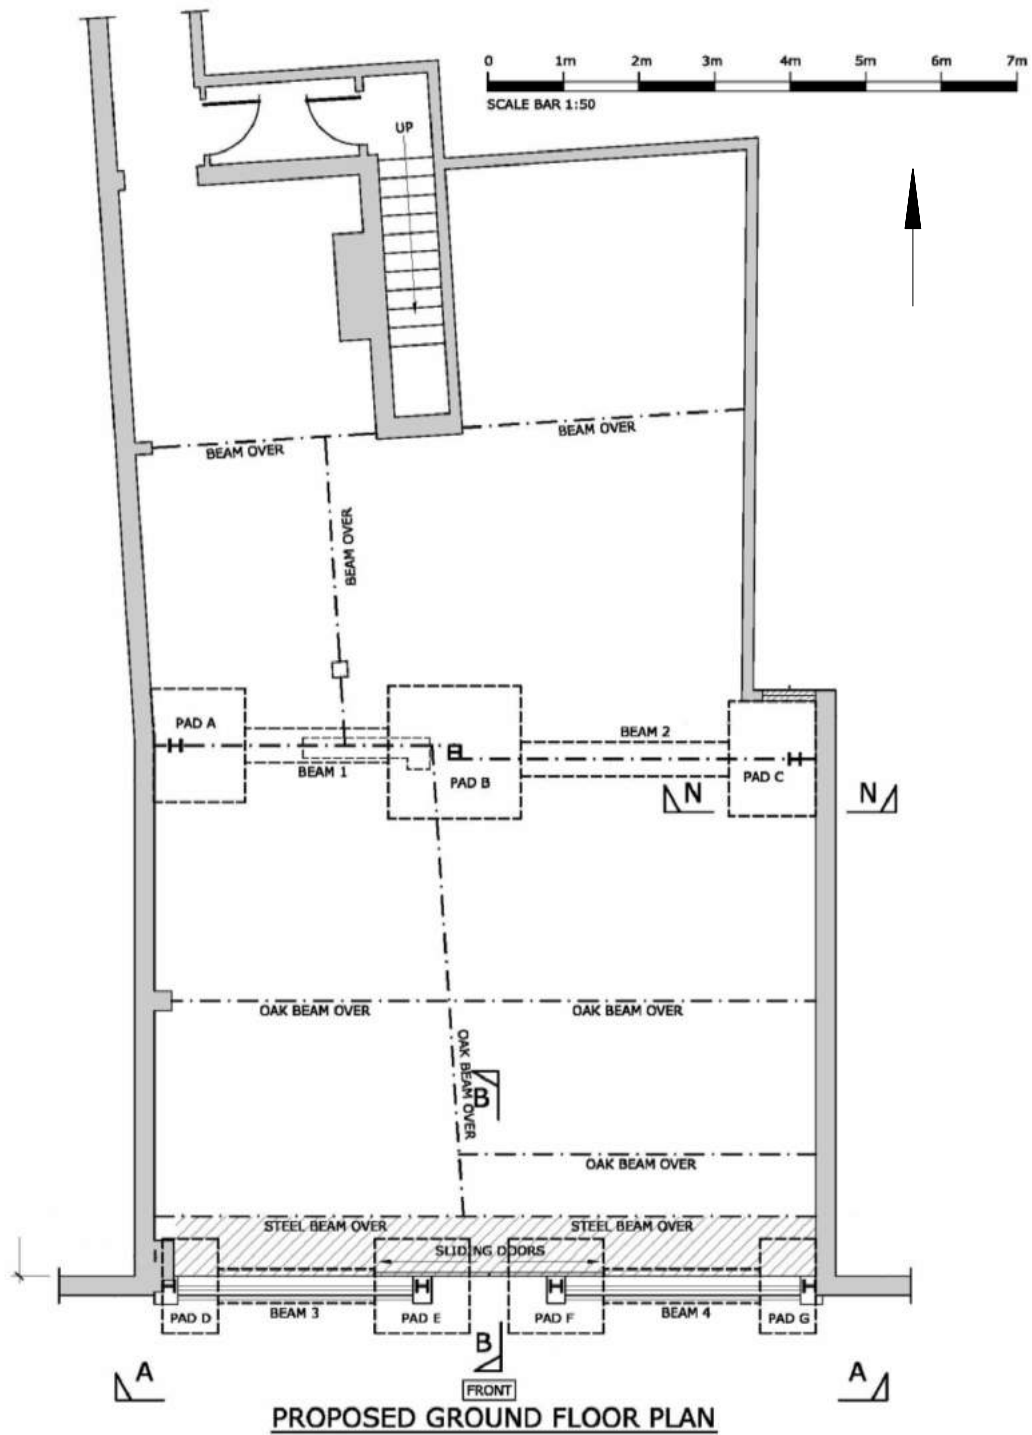 0 1m 2m 3m 4m 5m 6m 7m
SCALE BAR 1:50
UP
BEAM OVER
BEAM OVER
BEAM OVER
PAD A
BEAM 2
BEAM 1
PAD B
PAD C
N
N
OAK BEAM OVER
OAK BEAM OVER
OAK BEAM OVER
B
OAK BEAM OVER
STEEL BEAM OVER
STEEL BEAM OVER
SLIDING DOORS
PAD D
BEAM 3
PAD E
PAD F
BEAM 4
PAD G
B
A
A
FRONT
PROPOSED GROUND FLOOR PLAN